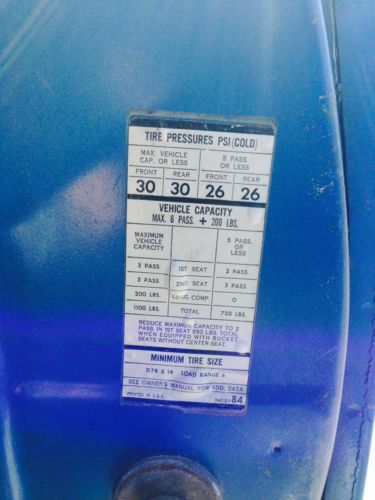 TIRE PRESSURES PSI (COLD)
MAX. VEHICLE CAP. OR LESS
5 PASS. OR LESS
FRONT REAR FRONT REAR
30 30 26 26
VEHICLE CAPACITY
MAX. 6 PASS. + 200 LBS.
MAXIMUM VEHICLE CAPACITY
5 PASS. OR LESS
3 PASS. 1ST SEAT 2 PASS.
3 PASS. 2ND SEAT 3 PASS.
200 LBS. LUGG. COMP. 0
1100 LBS. TOTAL 750 LBS.
REDUCE MAXIMUM CAPACITY TO 2
PASS. IN 1ST SEAT 950 LBS. TOTAL
WHEN EQUIPPED WITH BUCKET
SEATS WITHOUT CENTER SEAT.
MINIMUM TIRE SIZE
D78 X 14 LOAD RANGE B
SEE OWNER'S MANUAL FOR ADD. DATA
PRINTED IN U.S.A. 84